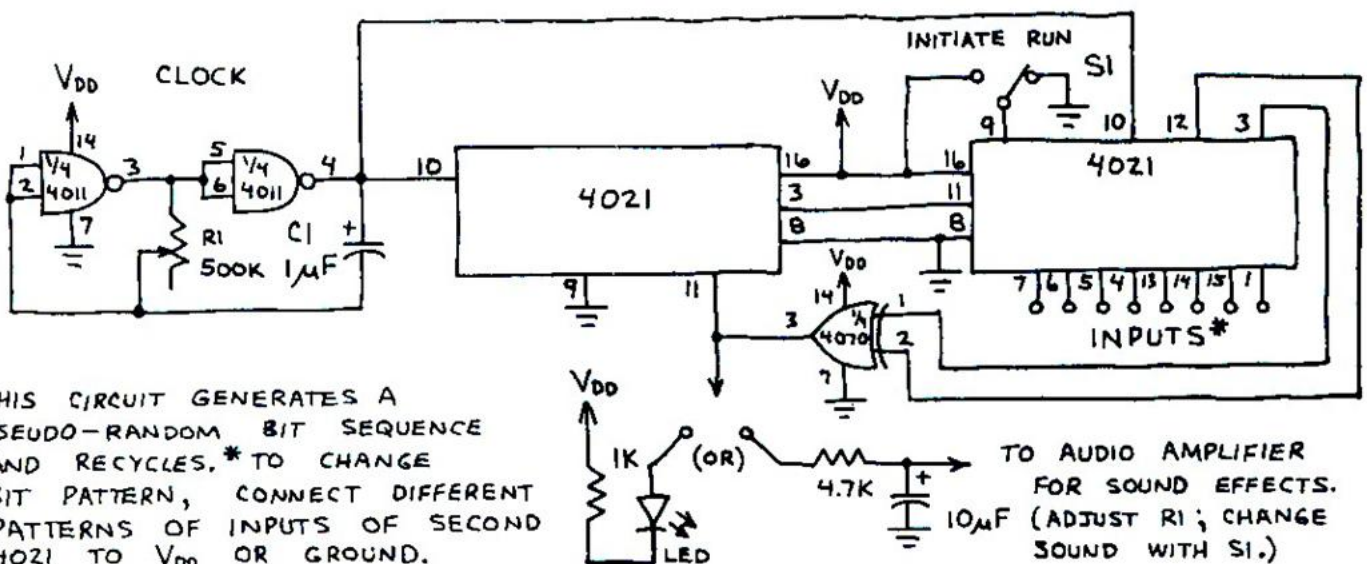 INITIATE RUN
S1
VDD CLOCK
VDD
14
1
2
1/4
4011
3
7
5
6
1/4
4011
4
R1
500K
C1 +
1µF
10
4021
16
3
8
9
11
VDD
9
10
12
3
4021
16
11
8
7 6 5 4 13 14 15 1
INPUTS*
VDD
14
3
1/4
4070
1
2
7
HIS CIRCUIT GENERATES A
SEUDO-RANDOM BIT SEQUENCE
AND RECYCLES.* TO CHANGE
BIT PATTERN, CONNECT DIFFERENT
PATTERNS OF INPUTS OF SECOND
4021 TO VDD OR GROUND.
VDD
1K
LED
(OR)
4.7K
+
10µF
TO AUDIO AMPLIFIER
FOR SOUND EFFECTS.
(ADJUST R1; CHANGE
SOUND WITH S1.)